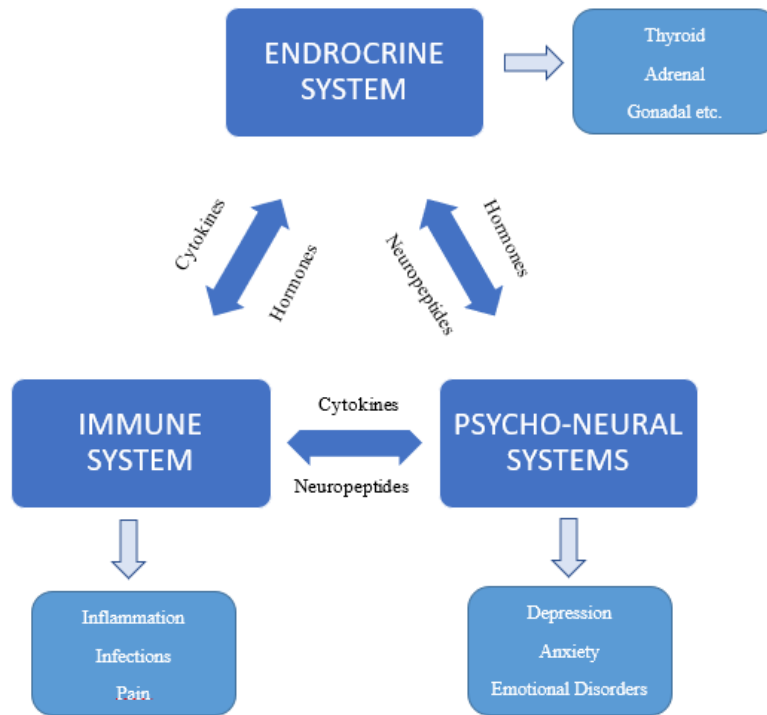 ENDROCRINE
SYSTEM
Thyroid
Adrenal
Gonadal etc.
Cytokines
Hormones
Neuropeptides
Hormones
IMMUNE
SYSTEM
Cytokines
Neuropeptides
PSYCHO-NEURAL
SYSTEMS
Inflammation
Infections
Pain
Depression
Anxiety
Emotional Disorders